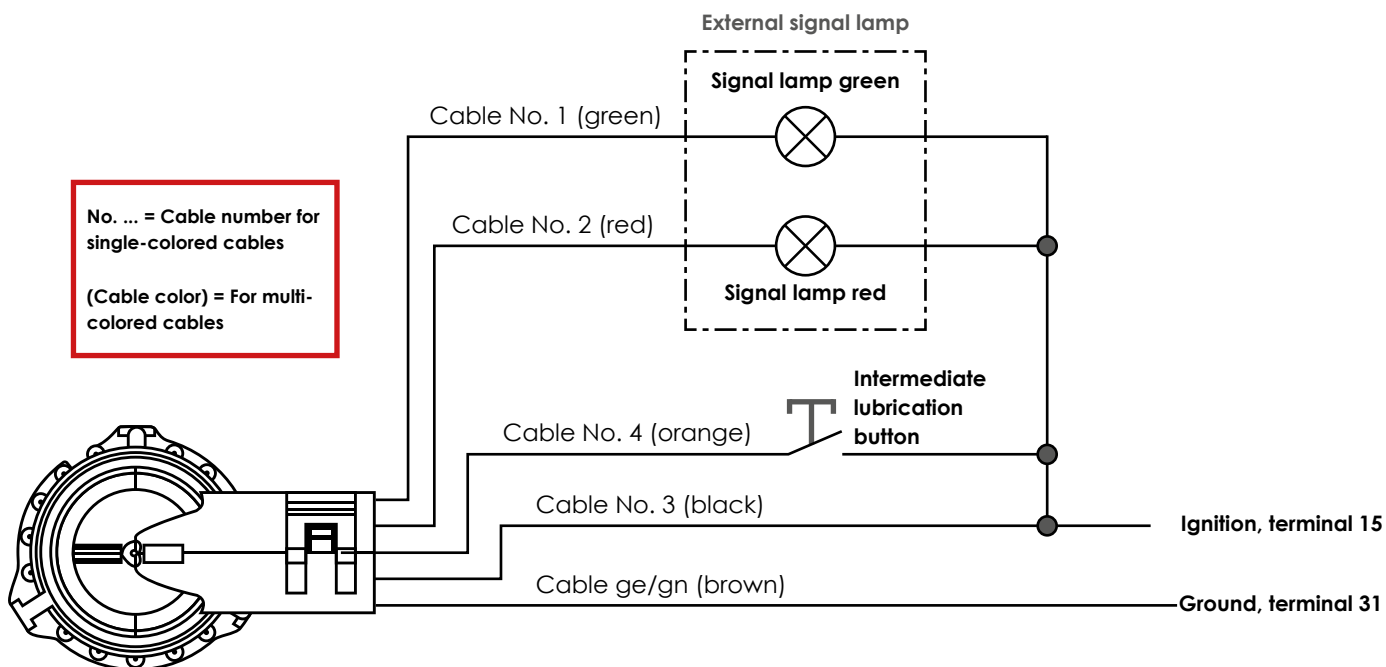 External signal lamp
Signal lamp green
Cable No. 1 (green)
No. ... = Cable number for
single-colored cables
(Cable color) = For multi-
colored cables
Cable No. 2 (red)
Signal lamp red
Intermediate
lubrication
button
Cable No. 4 (orange)
Cable No. 3 (black)
Ignition, terminal 15
Cable ge/gn (brown)
Ground, terminal 31